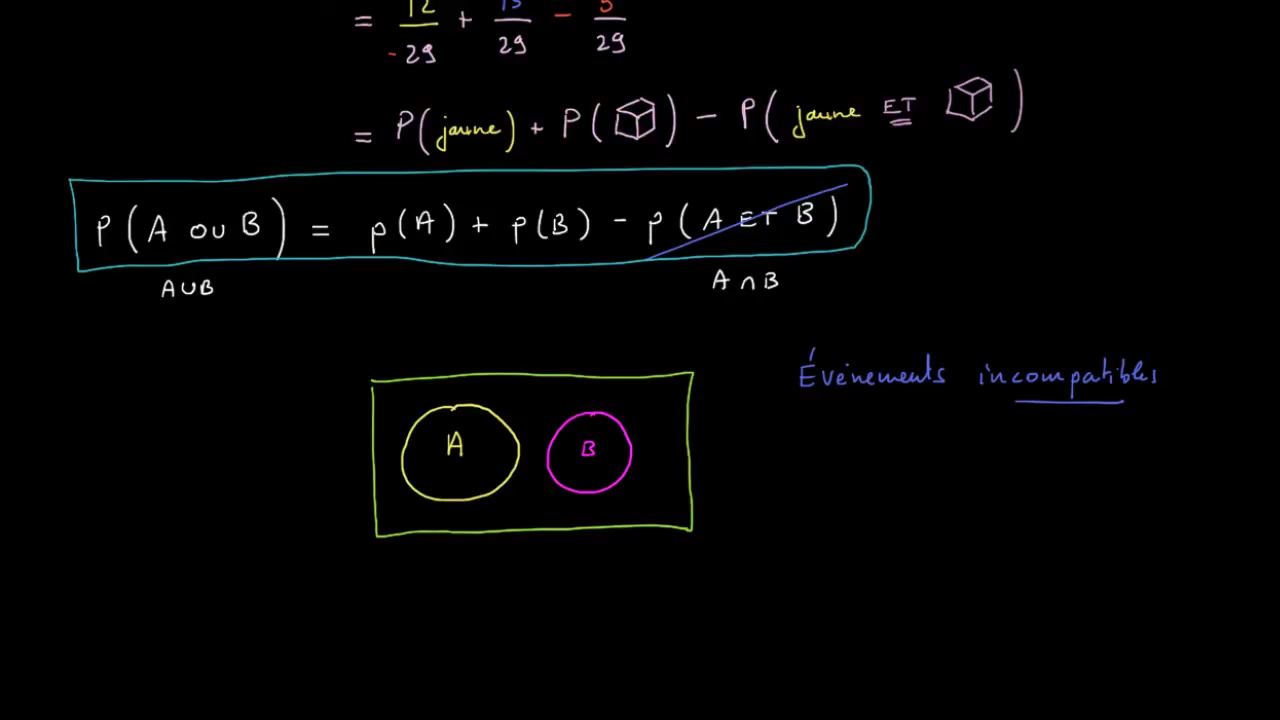 = 12/29 + 13/29 - 5/29
= P(jaune) + P( ) - P(jaune ET )
P(A OU B) = p(A) + p(B) - p(A ET B)
A∪B A∩B
Événements incompatibles
A B